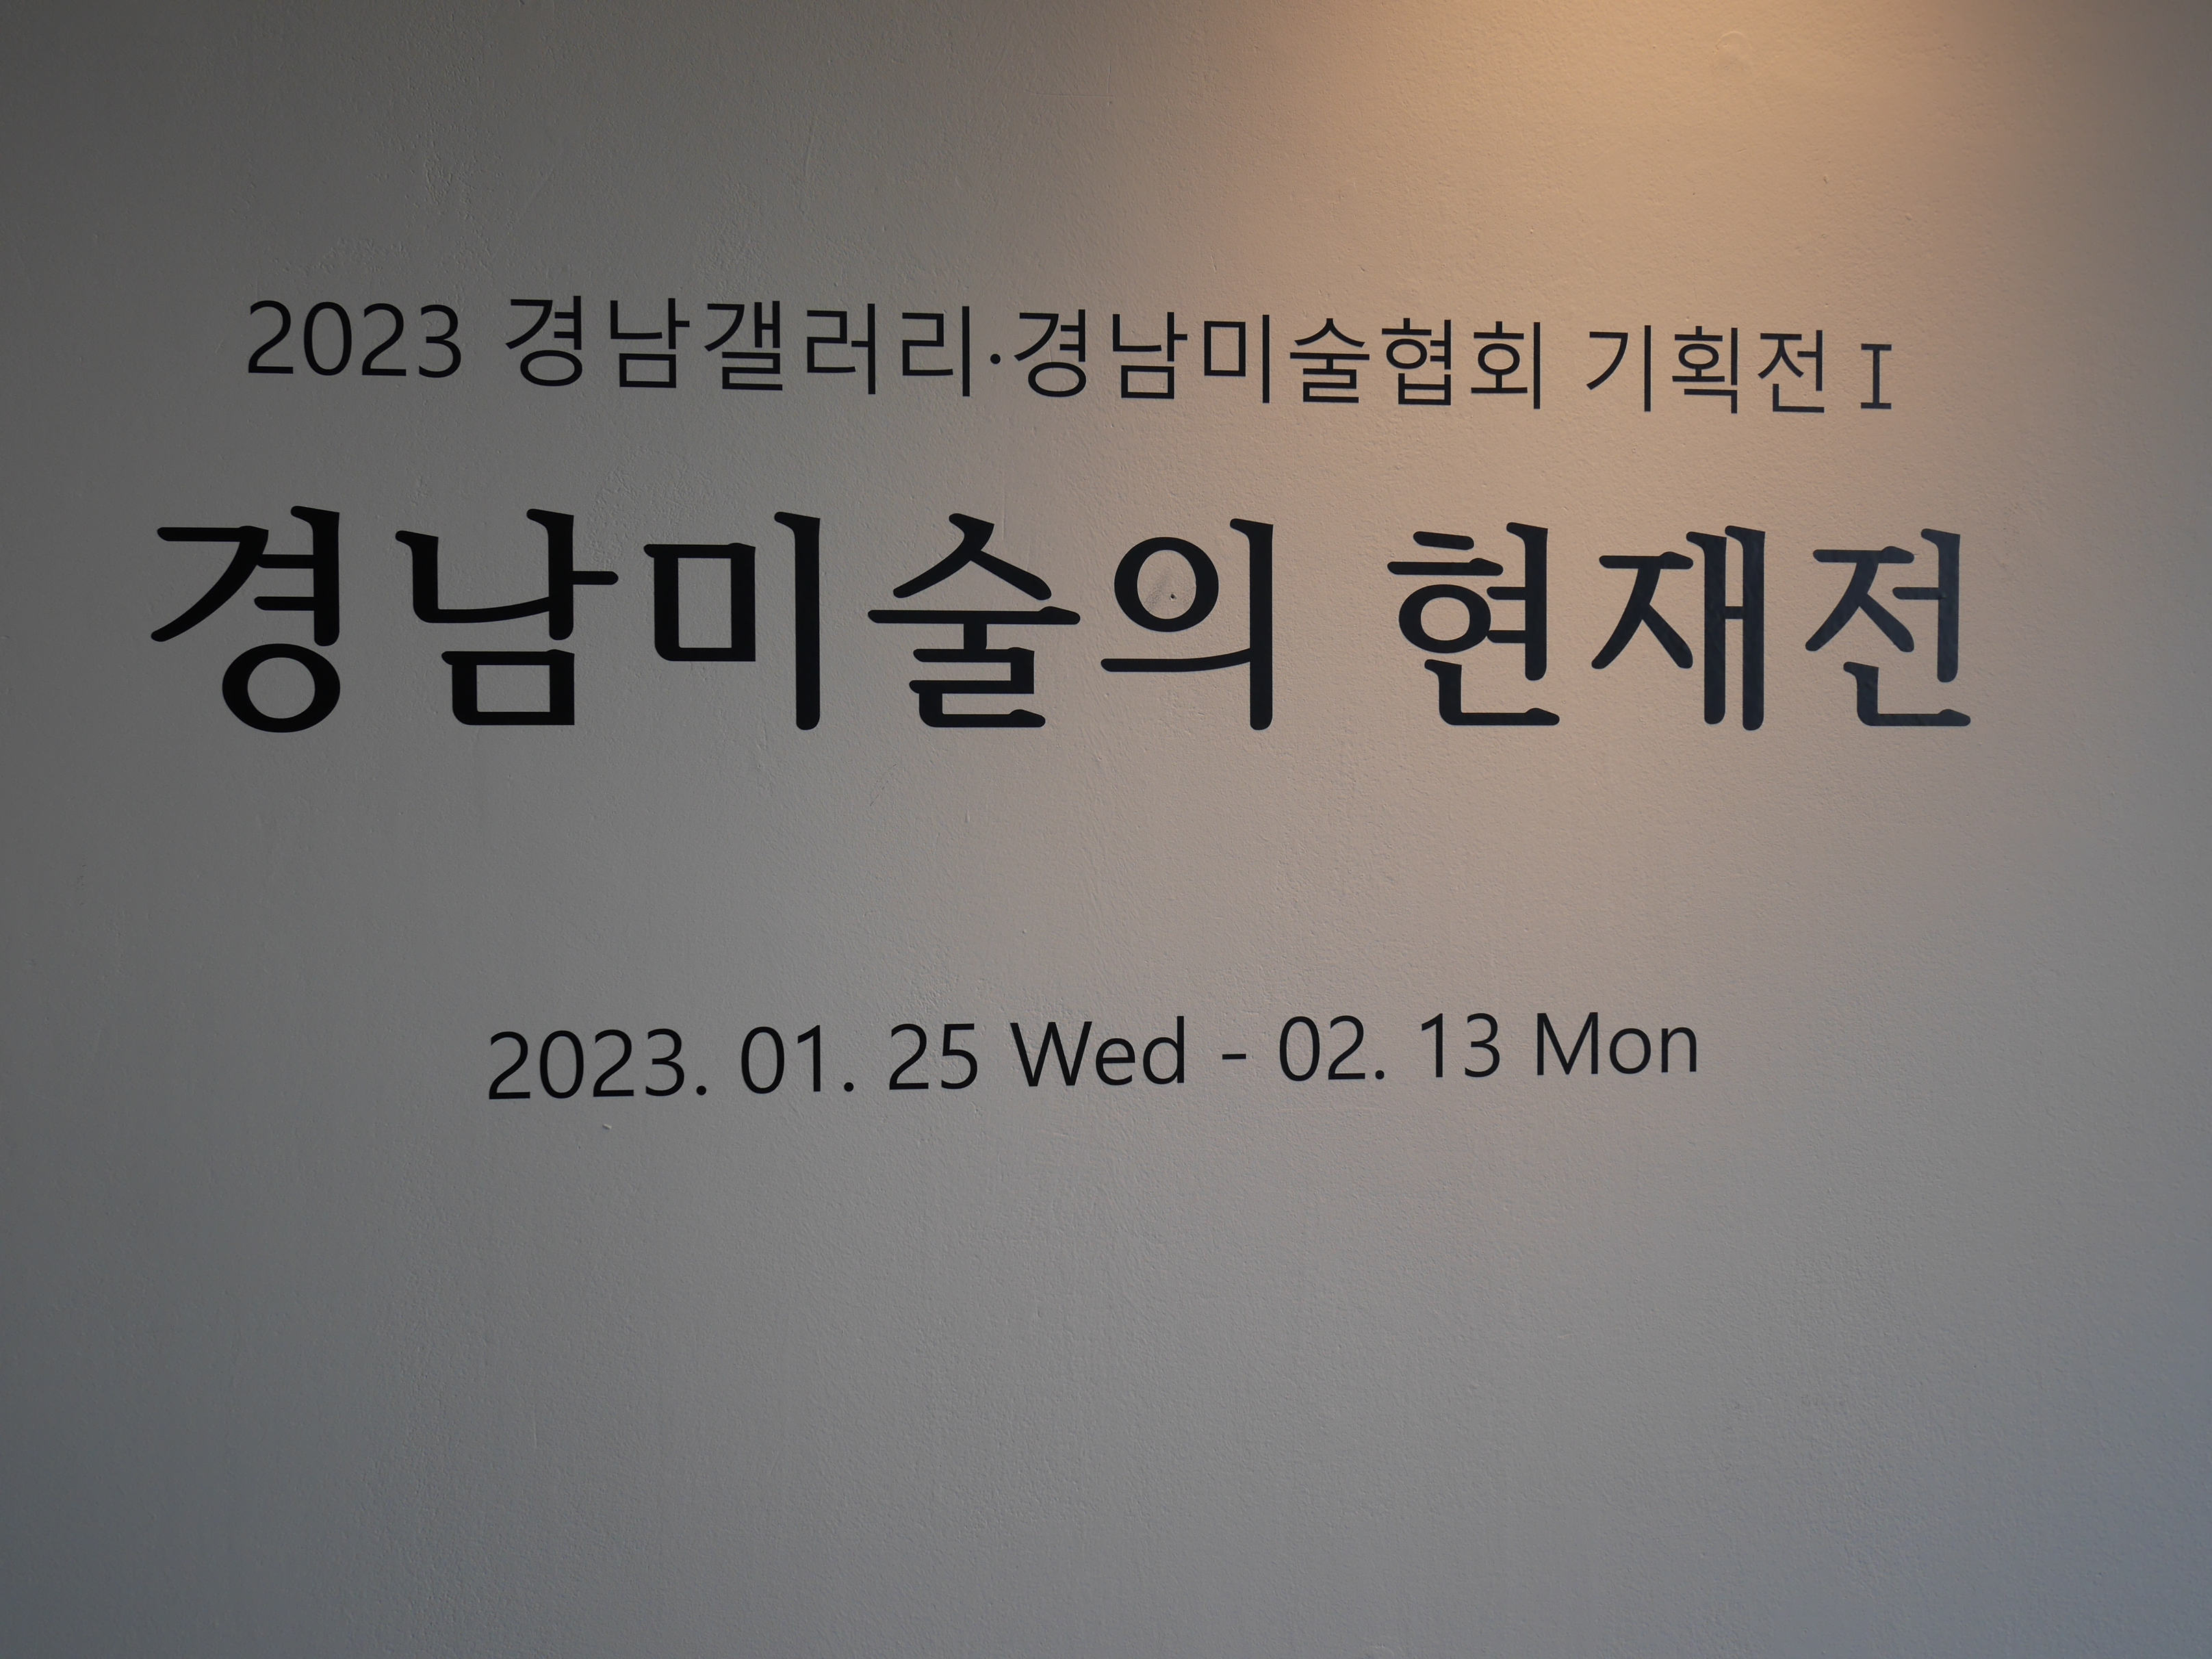 2023 경남갤러리·경남미술협회 기획전 I
경남미술의 현재전
2023. 01. 25 Wed - 02. 13 Mon